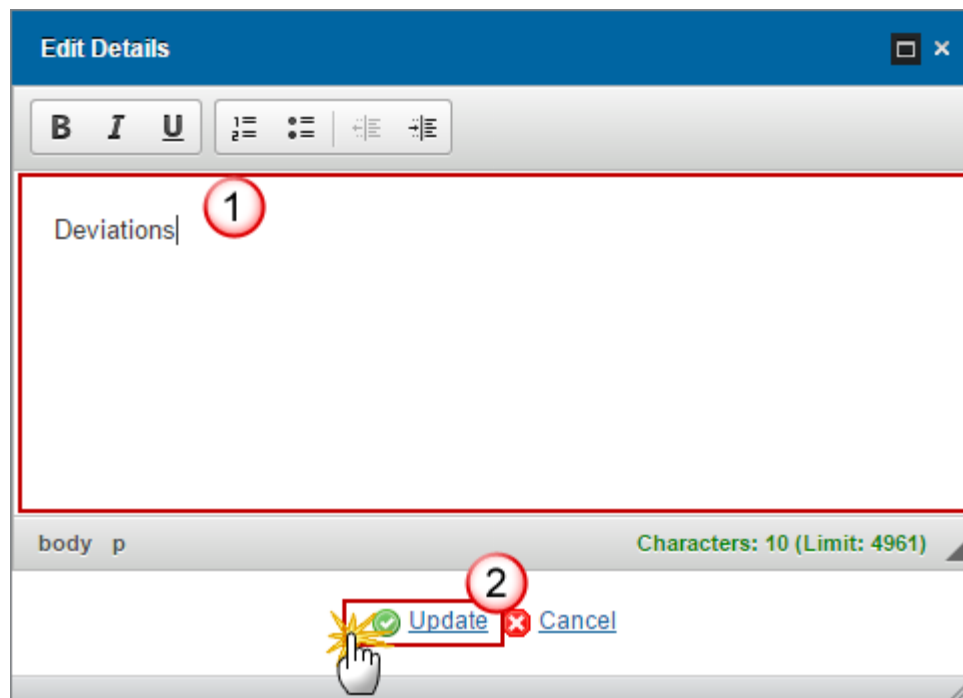 Edit Details
B I U
1
Deviations
body p Characters: 10 (Limit: 4961)
2
Update Cancel